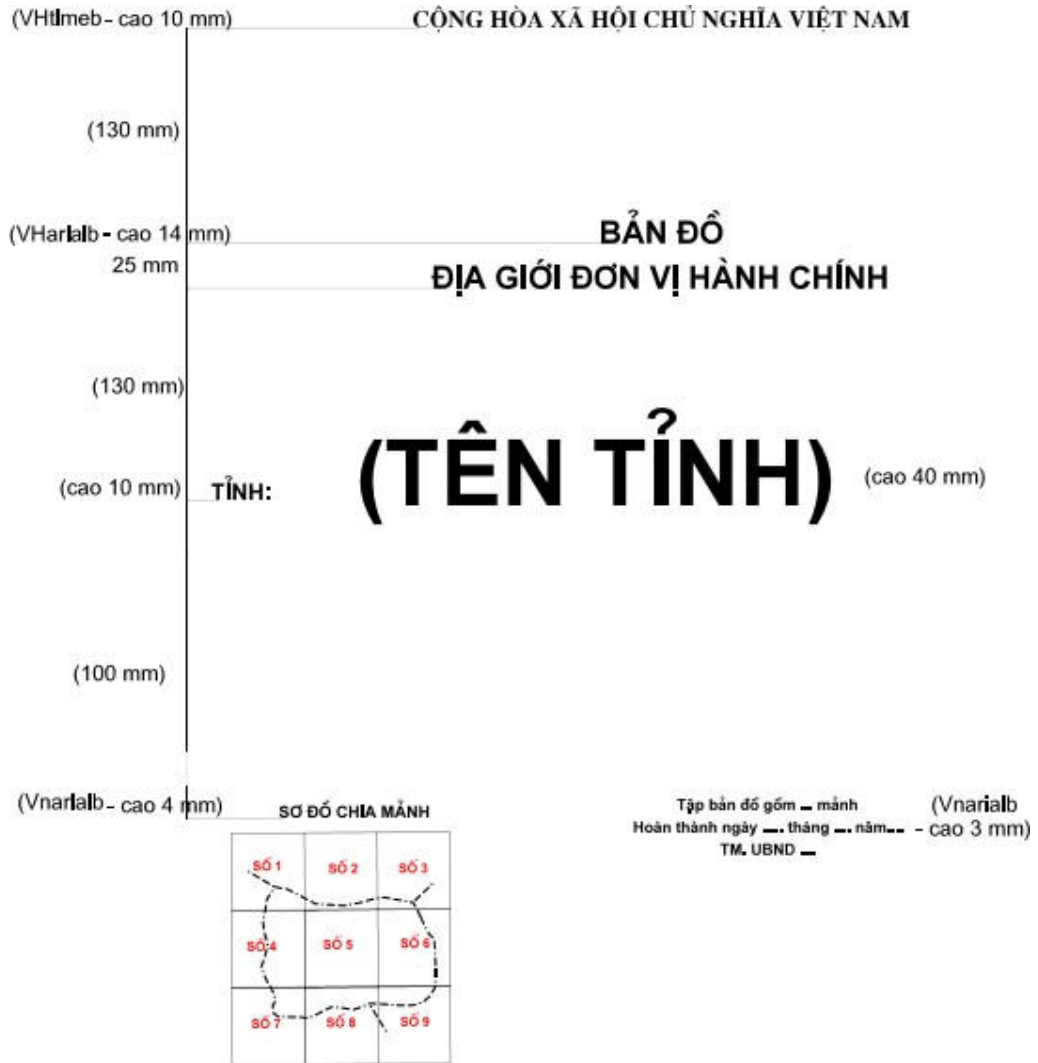 (VHtlmeb - cao 10 mm) CỘNG HÒA XÃ HỘI CHỦ NGHĨA VIỆT NAM
(130 mm)
(VHarlalb - cao 14 mm) BẢN ĐỒ
25 mm
ĐỊA GIỚI ĐƠN VỊ HÀNH CHÍNH
(130 mm)
(cao 10 mm) TỈNH: (TÊN TỈNH) (cao 40 mm)
(100 mm)
(Vnarlalb - cao 4 mm) SƠ ĐỒ CHIA MẢNH Tập bản đồ gồm ... mảnh (Vnarialb
Hoàn thành ngày .... tháng .... năm.... - cao 3 mm)
TM. UBND ...
SỐ 1 SỐ 2 SỐ 3
SỐ 4 SỐ 5 SỐ 6
SỐ 7 SỐ 8 SỐ 9